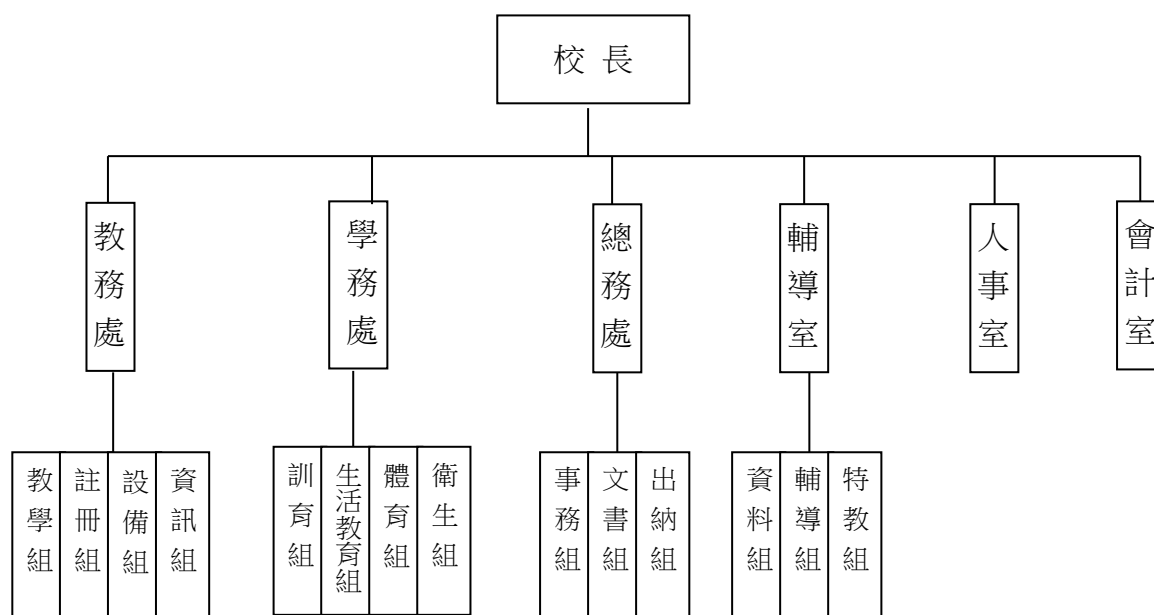 校長
教務處
學務處
總務處
輔導室
人事室
會計室
教學組
註冊組
設備組
資訊組
訓育組
生活教育組
體育組
衛生組
事務組
文書組
出納組
資料組
輔導組
特教組